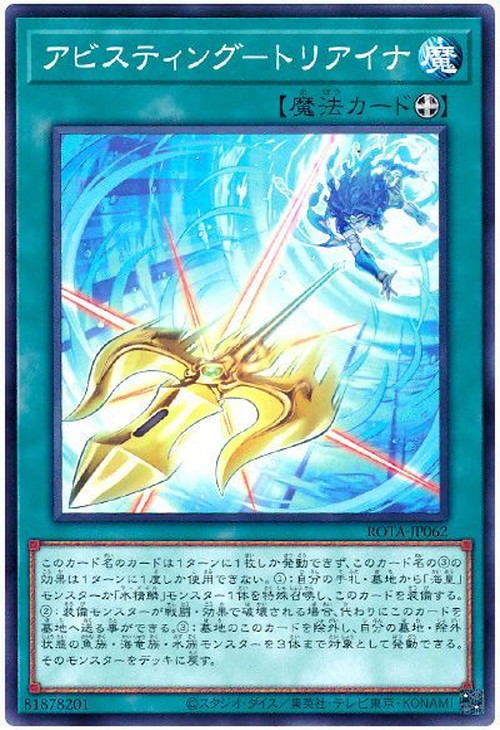 アビスティングートリアイナ 魔
【魔法カード】
ROTA-JP062
このカード名のカードは1ターンに1枚しか発動できず、このカード名の③の
効果は1ターンに1度しか使用できない。①：自分の手札・墓地から「海皇」
モンスターか「水精鱗」モンスター1体を特殊召喚し、このカードを装備する。
②：装備モンスターが戦闘・効果で破壊される場合、代わりにこのカードを
墓地へ送る事ができる。③：墓地のこのカードを除外し、自分の墓地・除外
状態の魚族・海竜族・水族モンスターを3体まで対象として発動できる。
そのモンスターをデッキに戻す。
81878201 ©スタジオ・ダイス／集英社・テレビ東京・KONAMI